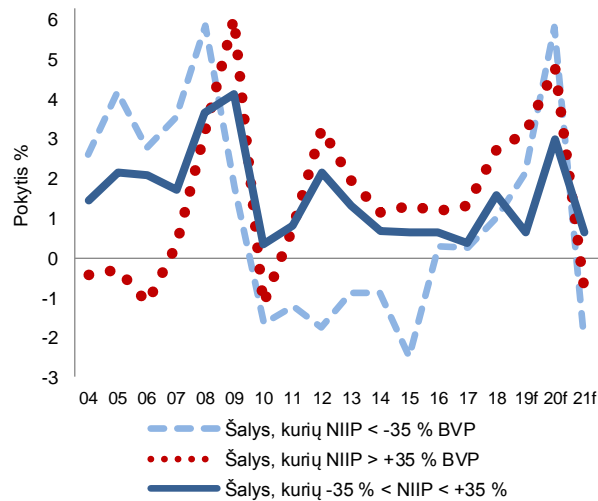 Pokytis %
6
5
4
3
2
1
0
-1
-2
-3
04 05 06 07 08 09 10 11 12 13 14 15 16 17 18 19f 20f 21f
Šalys, kurių NIIP < -35 % BVP
Šalys, kurių NIIP > +35 % BVP
Šalys, kurių -35 % < NIIP < +35 %